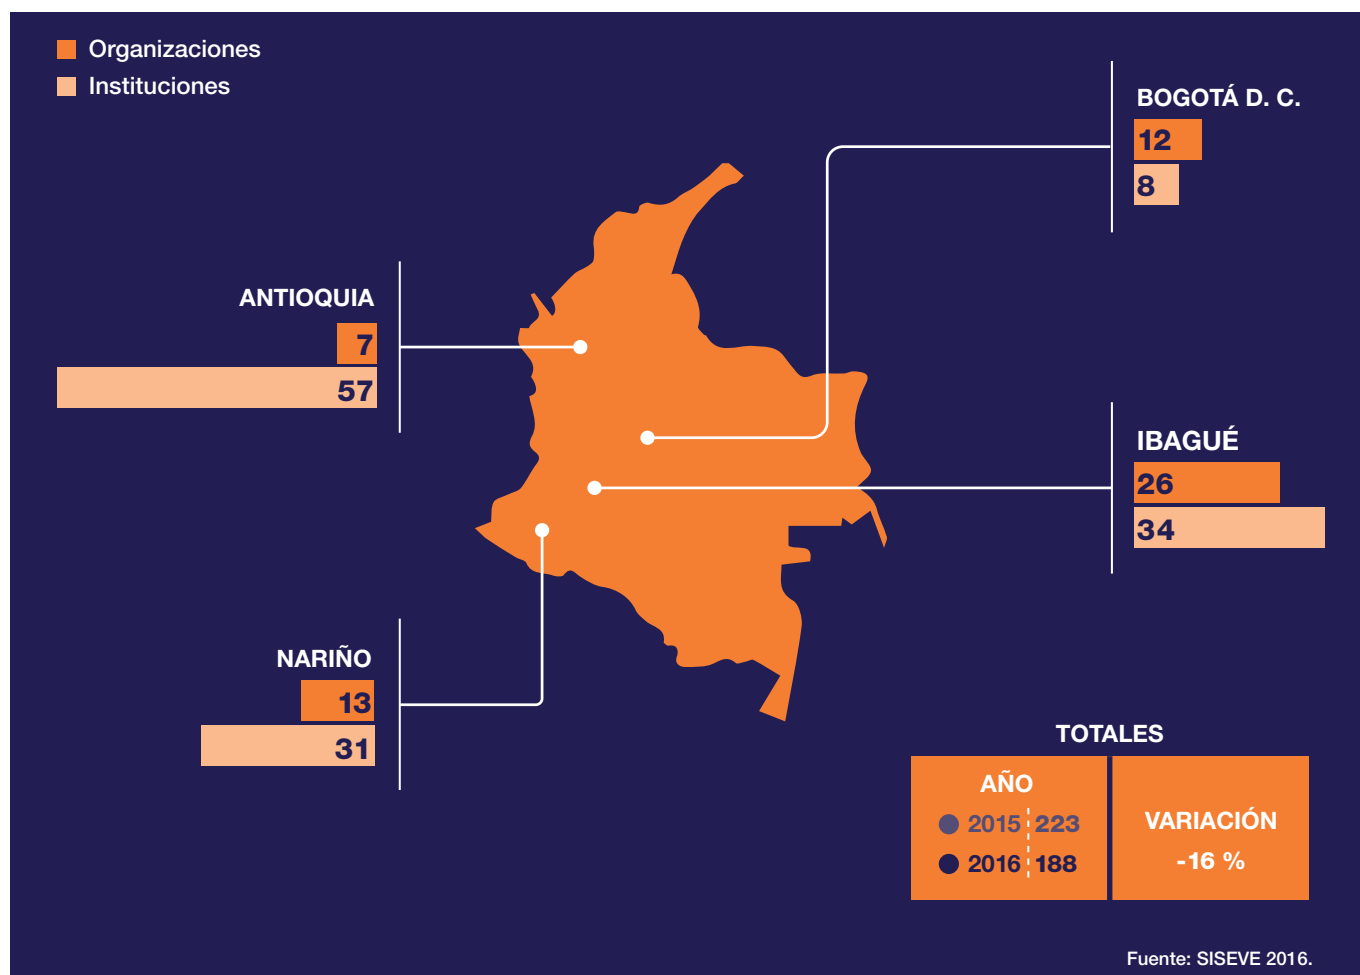 Organizaciones
Instituciones
BOGOTÁ D. C.
12
8
ANTIOQUIA
7
57
IBAGUÉ
26
34
NARIÑO
13
31
TOTALES
AÑO
2015 223
2016 188
VARIACIÓN
-16 %
Fuente: SISEVE 2016.